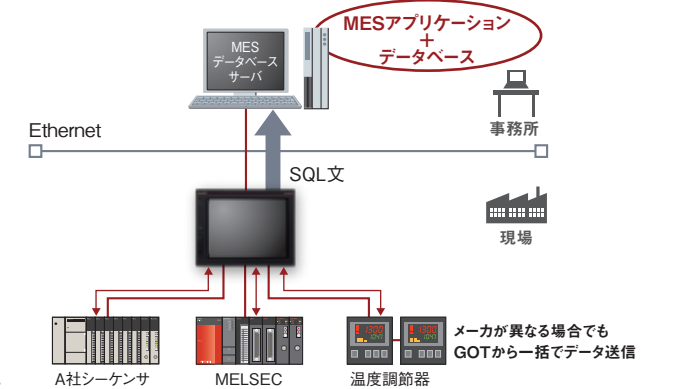 MESアプリケーション
＋
データベース
MES
データベース
サーバ
事務所
Ethernet
SQL文
現場
メーカが異なる場合でも
GOTから一括でデータ送信
A社シーケンサ
MELSEC
温度調節器